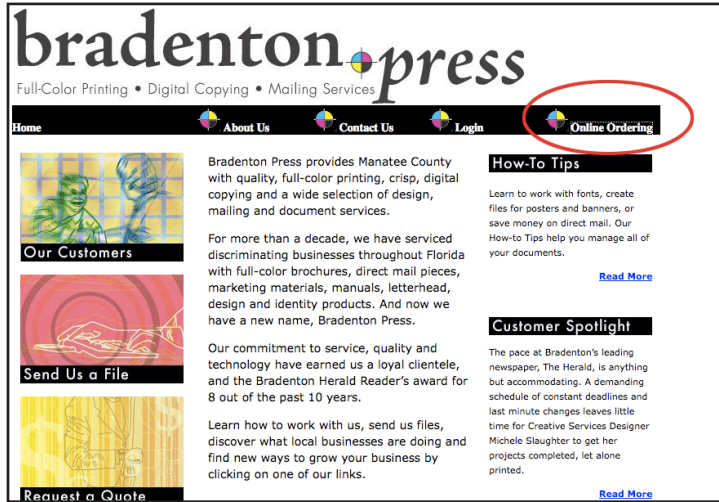 bradenton press
Full-Color Printing • Digital Copying • Mailing Services
Home About Us Contact Us Login Online Ordering
Our Customers
Send Us a File
Request a Quote
Bradenton Press provides Manatee County
with quality, full-color printing, crisp, digital
copying and a wide selection of design,
mailing and document services.
For more than a decade, we have serviced
discriminating businesses throughout Florida
with full-color brochures, direct mail pieces,
marketing materials, manuals, letterhead,
design and identity products. And now we
have a new name, Bradenton Press.
Our commitment to service, quality and
technology have earned us a loyal clientele,
and the Bradenton Herald Reader's award for
8 out of the past 10 years.
Learn how to work with us, send us files,
discover what local businesses are doing and
find new ways to grow your business by
clicking on one of our links.
How-To Tips
Learn to work with fonts, create
files for posters and banners, or
save money on direct mail. Our
How-to Tips help you manage all of
your documents.
Read More
Customer Spotlight
The pace at Bradenton's leading
newspaper, The Herald, is anything
but accommodating. A demanding
schedule of constant deadlines and
last minute changes leaves little
time for Creative Services Designer
Michele Slaughter to get her
projects completed, let alone
printed.
Read More